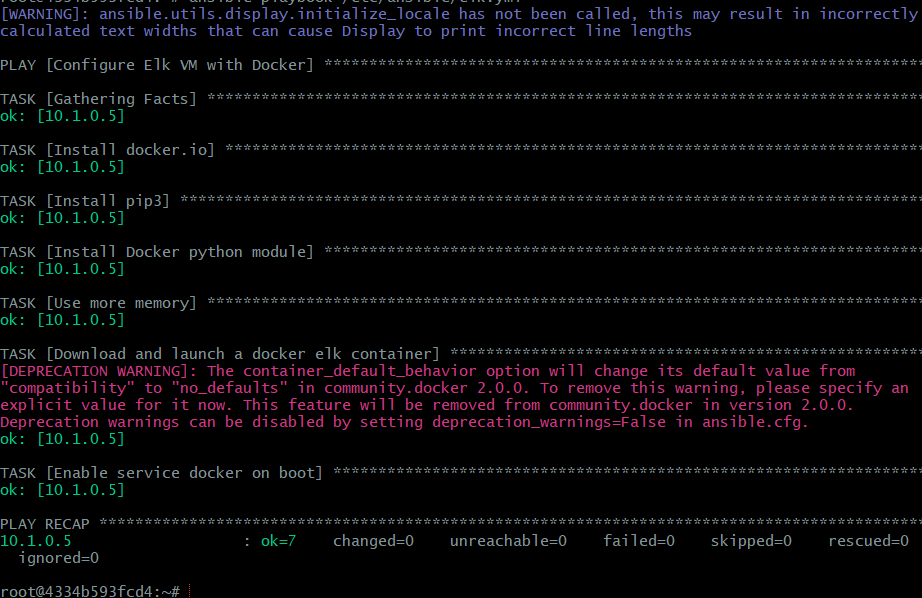 [WARNING]: ansible.utils.display.initialize_locale has not been called, this may result in incorrectly
calculated text widths that can cause Display to print incorrect line lengths
PLAY [Configure Elk VM with Docker] ******************************************************************
TASK [Gathering Facts] *******************************************************************************
ok: [10.1.0.5]
TASK [Install docker.io] *****************************************************************************
ok: [10.1.0.5]
TASK [Install pip3] **********************************************************************************
ok: [10.1.0.5]
TASK [Install Docker python module] ******************************************************************
ok: [10.1.0.5]
TASK [Use more memory] *******************************************************************************
ok: [10.1.0.5]
TASK [Download and launch a docker elk container] ****************************************************
[DEPRECATION WARNING]: The container_default_behavior option will change its default value from
"compatibility" to "no_defaults" in community.docker 2.0.0. To remove this warning, please specify an
explicit value for it now. This feature will be removed from community.docker in version 2.0.0.
Deprecation warnings can be disabled by setting deprecation_warnings=False in ansible.cfg.
ok: [10.1.0.5]
TASK [Enable service docker on boot] *****************************************************************
ok: [10.1.0.5]
PLAY RECAP *******************************************************************************************
10.1.0.5                   : ok=7    changed=0    unreachable=0    failed=0    skipped=0    rescued=0
  ignored=0
root@4334b593fcd4:~#